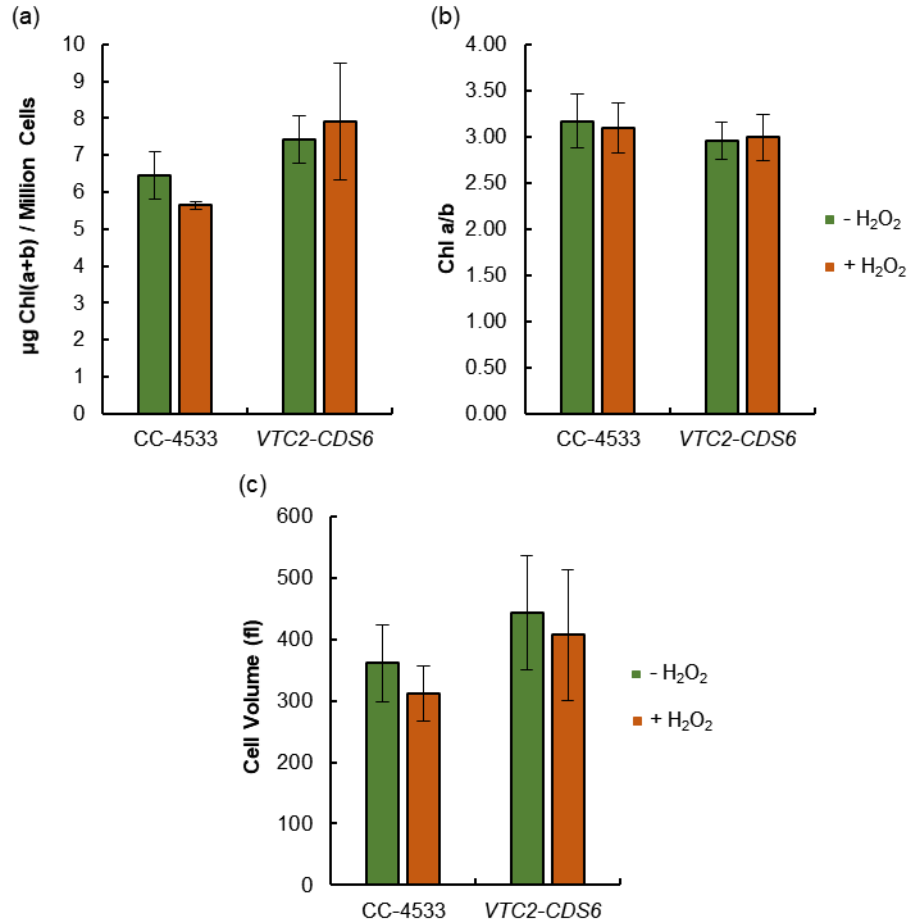 (a)
µg Chl(a+b) / Million Cells
10
9
8
7
6
5
4
3
2
1
0
CC-4533 VTC2-CDS6
(b)
Chl a/b
4.00
3.50
3.00
2.50
2.00
1.50
1.00
0.50
0.00
CC-4533 VTC2-CDS6
- H₂O₂
+ H₂O₂
(c)
Cell Volume (fl)
600
500
400
300
200
100
0
CC-4533 VTC2-CDS6
- H₂O₂
+ H₂O₂